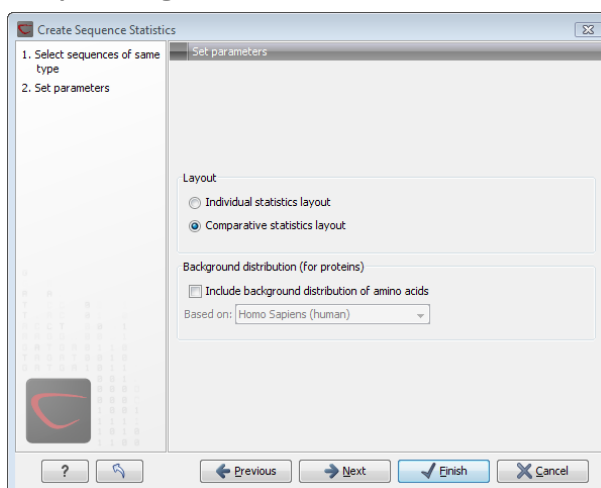 Create Sequence Statistics
1. Select sequences of same
type
2. Set parameters
Set parameters
Layout
Individual statistics layout
Comparative statistics layout
Background distribution (for proteins)
Include background distribution of amino acids
Based on: Homo Sapiens (human)
? Previous Next Finish Cancel